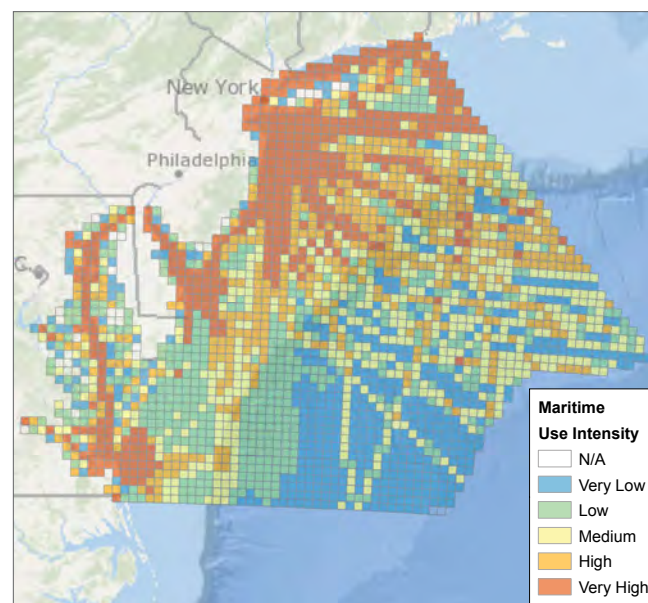 New York
Philadelphia
C.
Maritime
Use Intensity
N/A
Very Low
Low
Medium
High
Very High